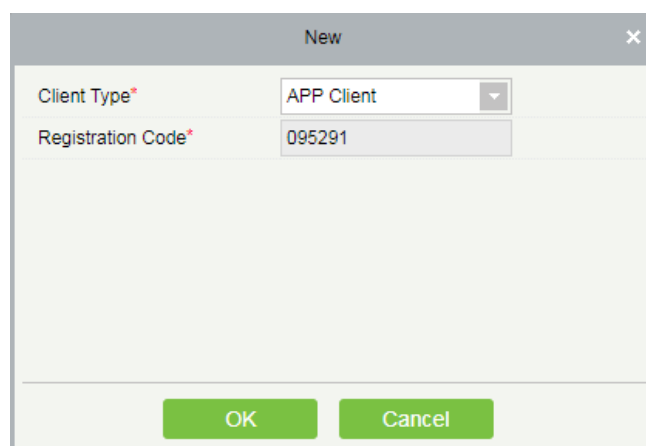 New
Client Type* APP Client
Registration Code* 095291
OK Cancel